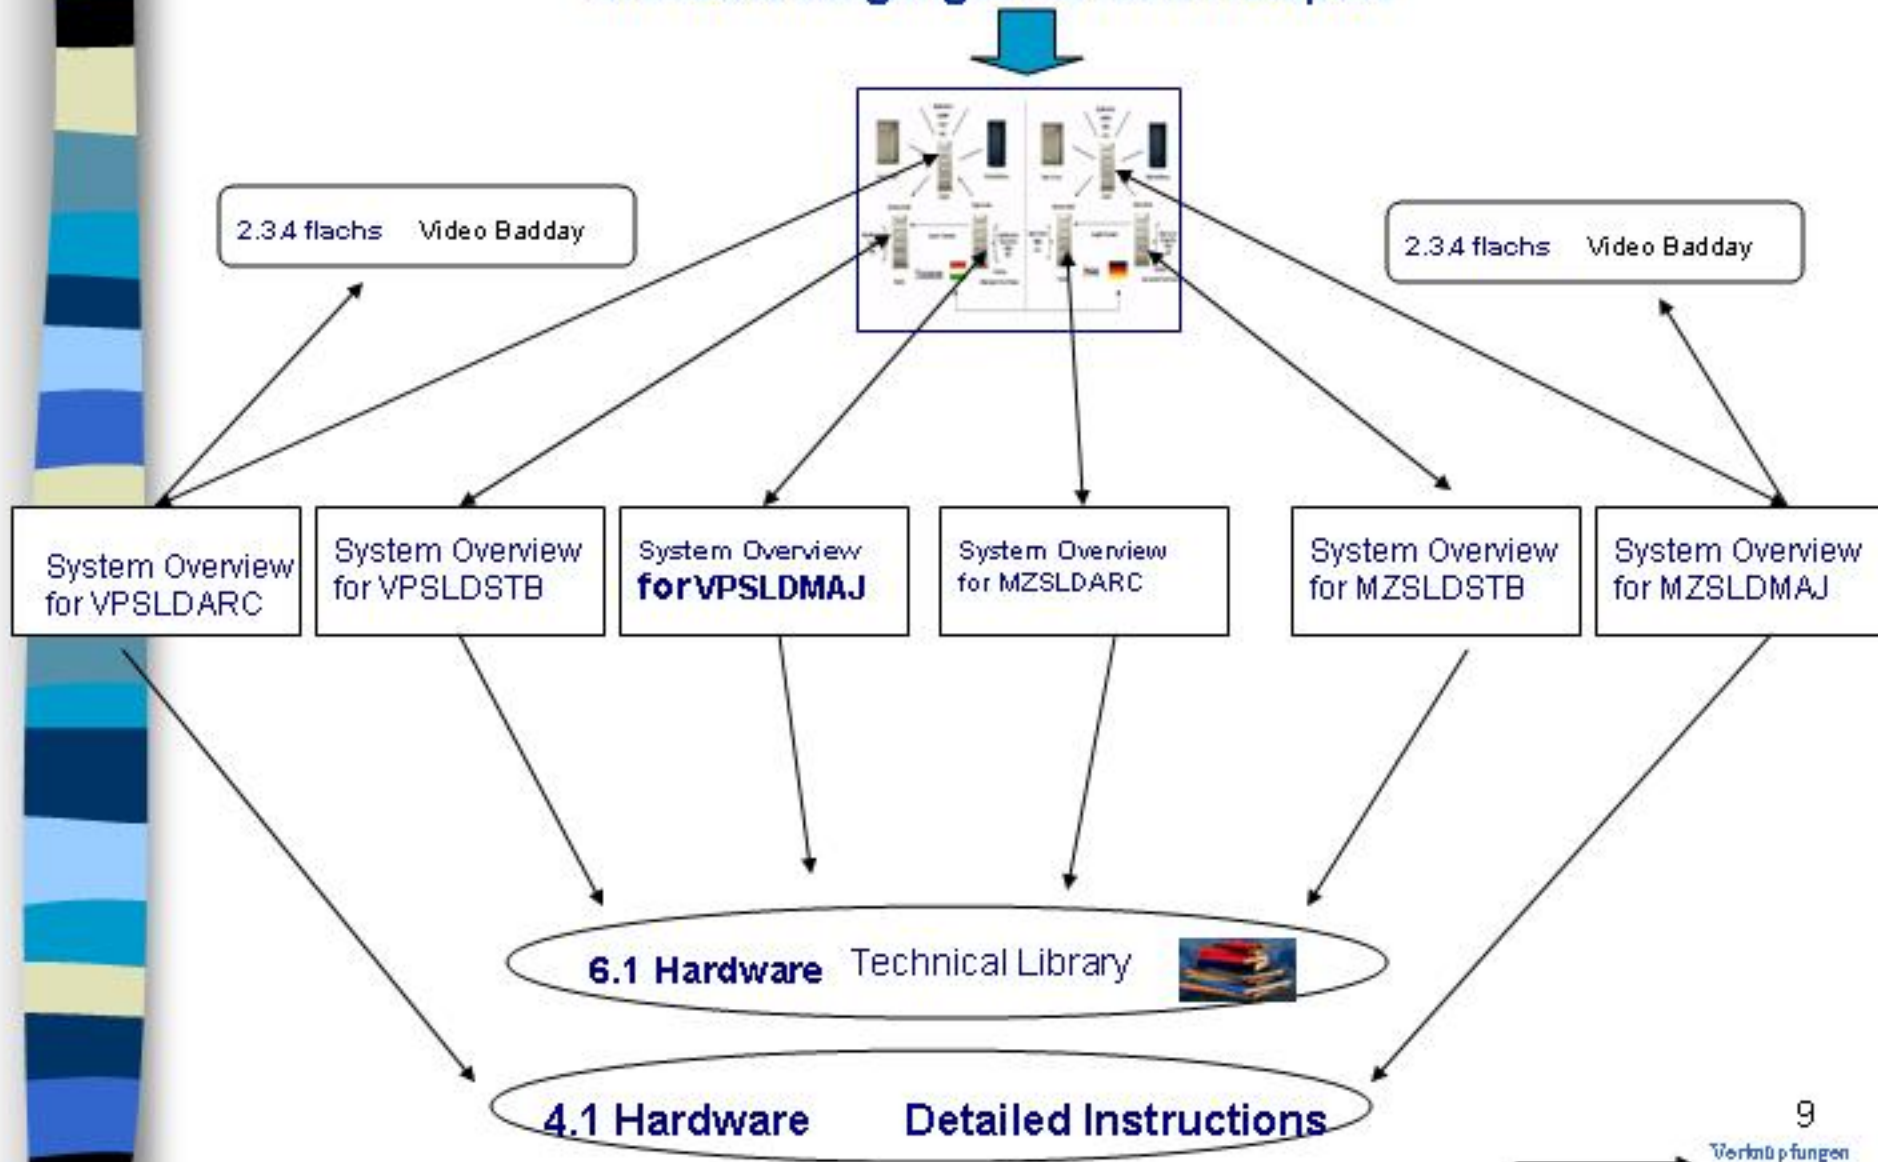 2.3.4 flachs Video Badday
2.3.4 flachs Video Badday
System Overview
for VPSLDARC
System Overview
for VPSLDSTB
System Overview
for VPSLDMAJ
System Overview
for MZSLDARC
System Overview
for MZSLDSTB
System Overview
for MZSLDMAJ
6.1 Hardware Technical Library
4.1 Hardware Detailed Instructions
9
Verknüpfungen